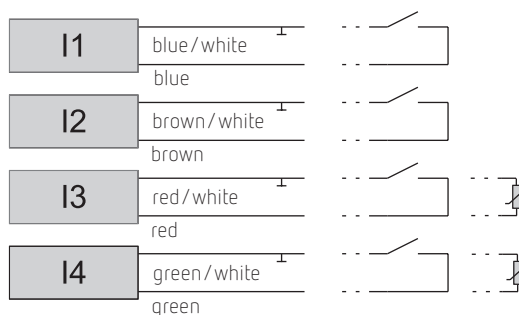 I1
blue/white
blue
I2
brown/white
brown
I3
red/white
red
I4
green/white
green